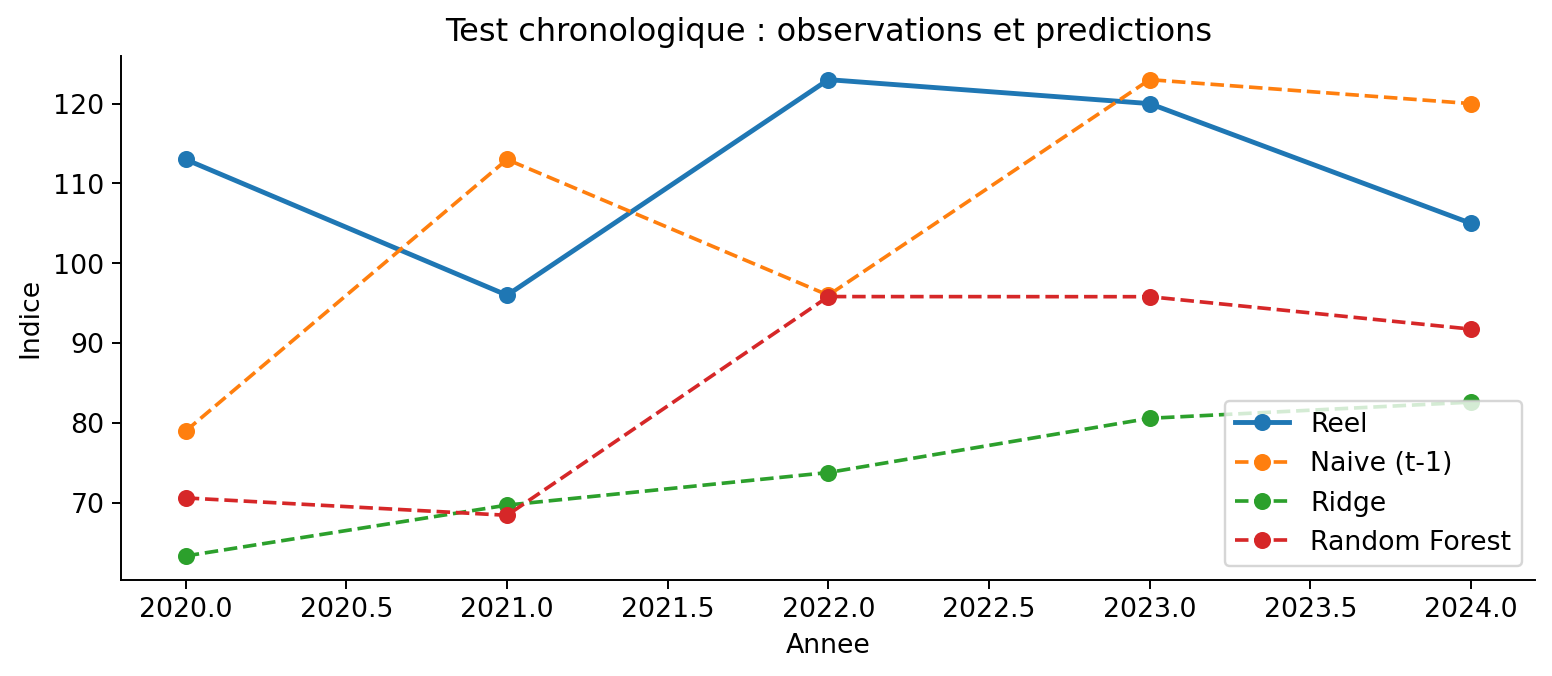 Test chronologique : observations et predictions
Indice
120
110
100
90
80
70
Reel
Naive (t-1)
Ridge
Random Forest
2020.0 2020.5 2021.0 2021.5 2022.0 2022.5 2023.0 2023.5 2024.0
Annee